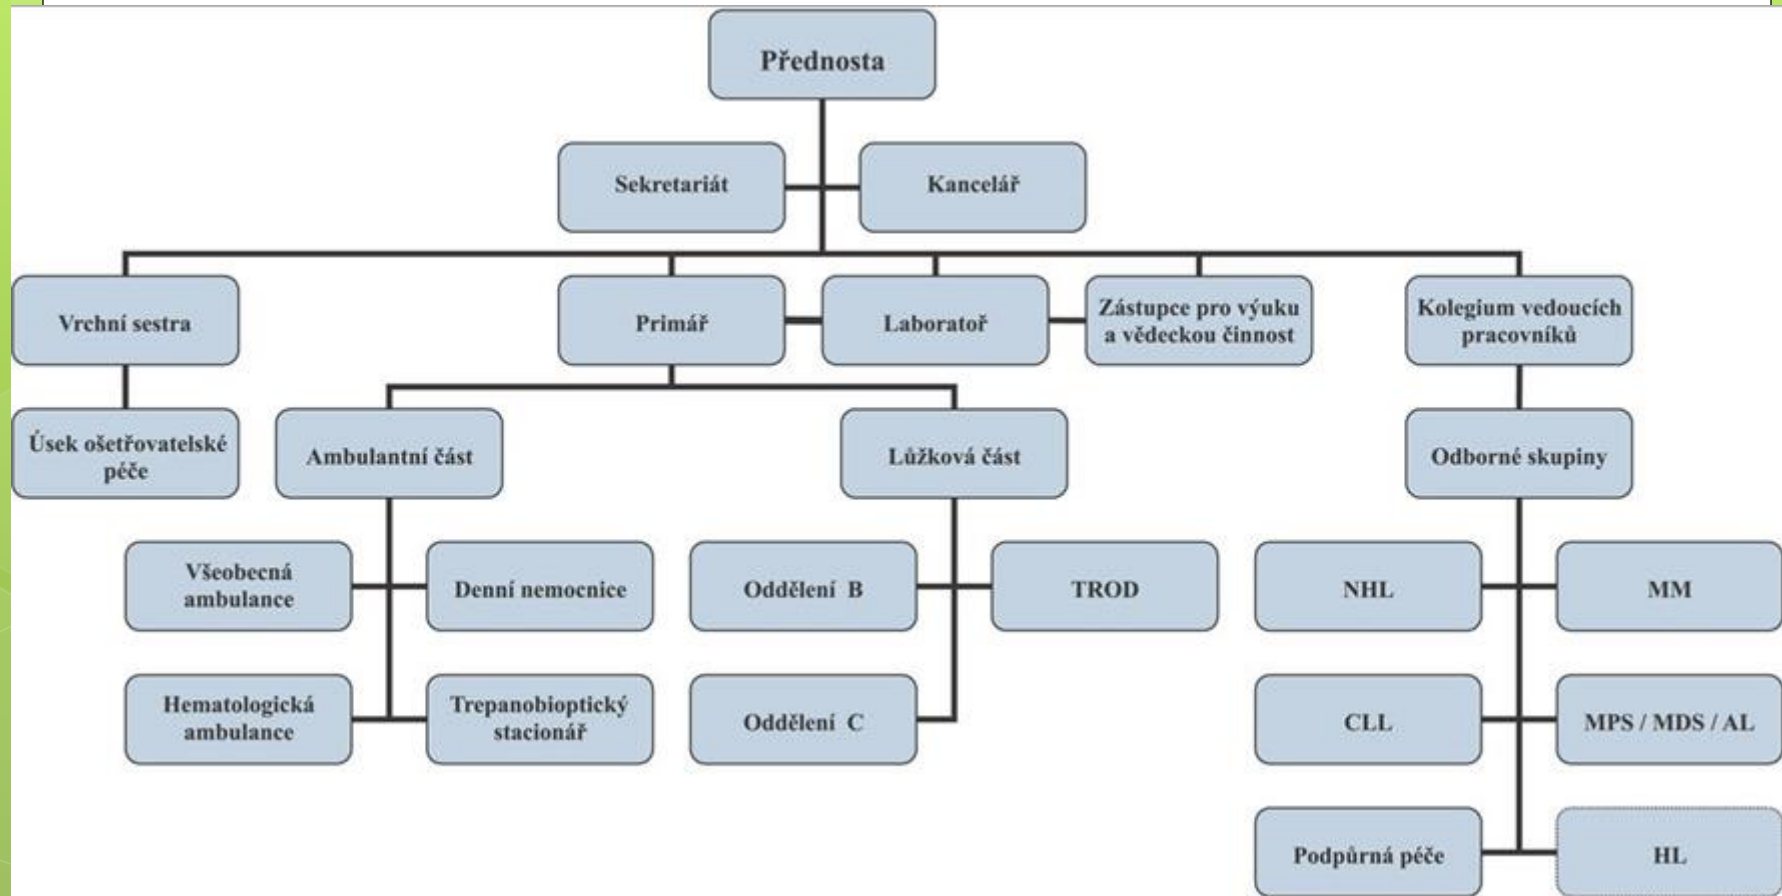 Přednosta
Sekretariát
Kancelář
Vrchní sestra
Primář
Laboratoř
Zástupce pro výuku
a vědeckou činnost
Kolegium vedoucích
pracovníků
Úsek ošetřovatelské
péče
Ambulantní část
Lůžková část
Odborné skupiny
Všeobecná
ambulance
Denní nemocnice
Oddělení B
TROD
NHL
MM
Hematologická
ambulance
Trepanobioptický
stacionář
Oddělení C
CLL
MPS / MDS / AL
Podpůrná péče
HL